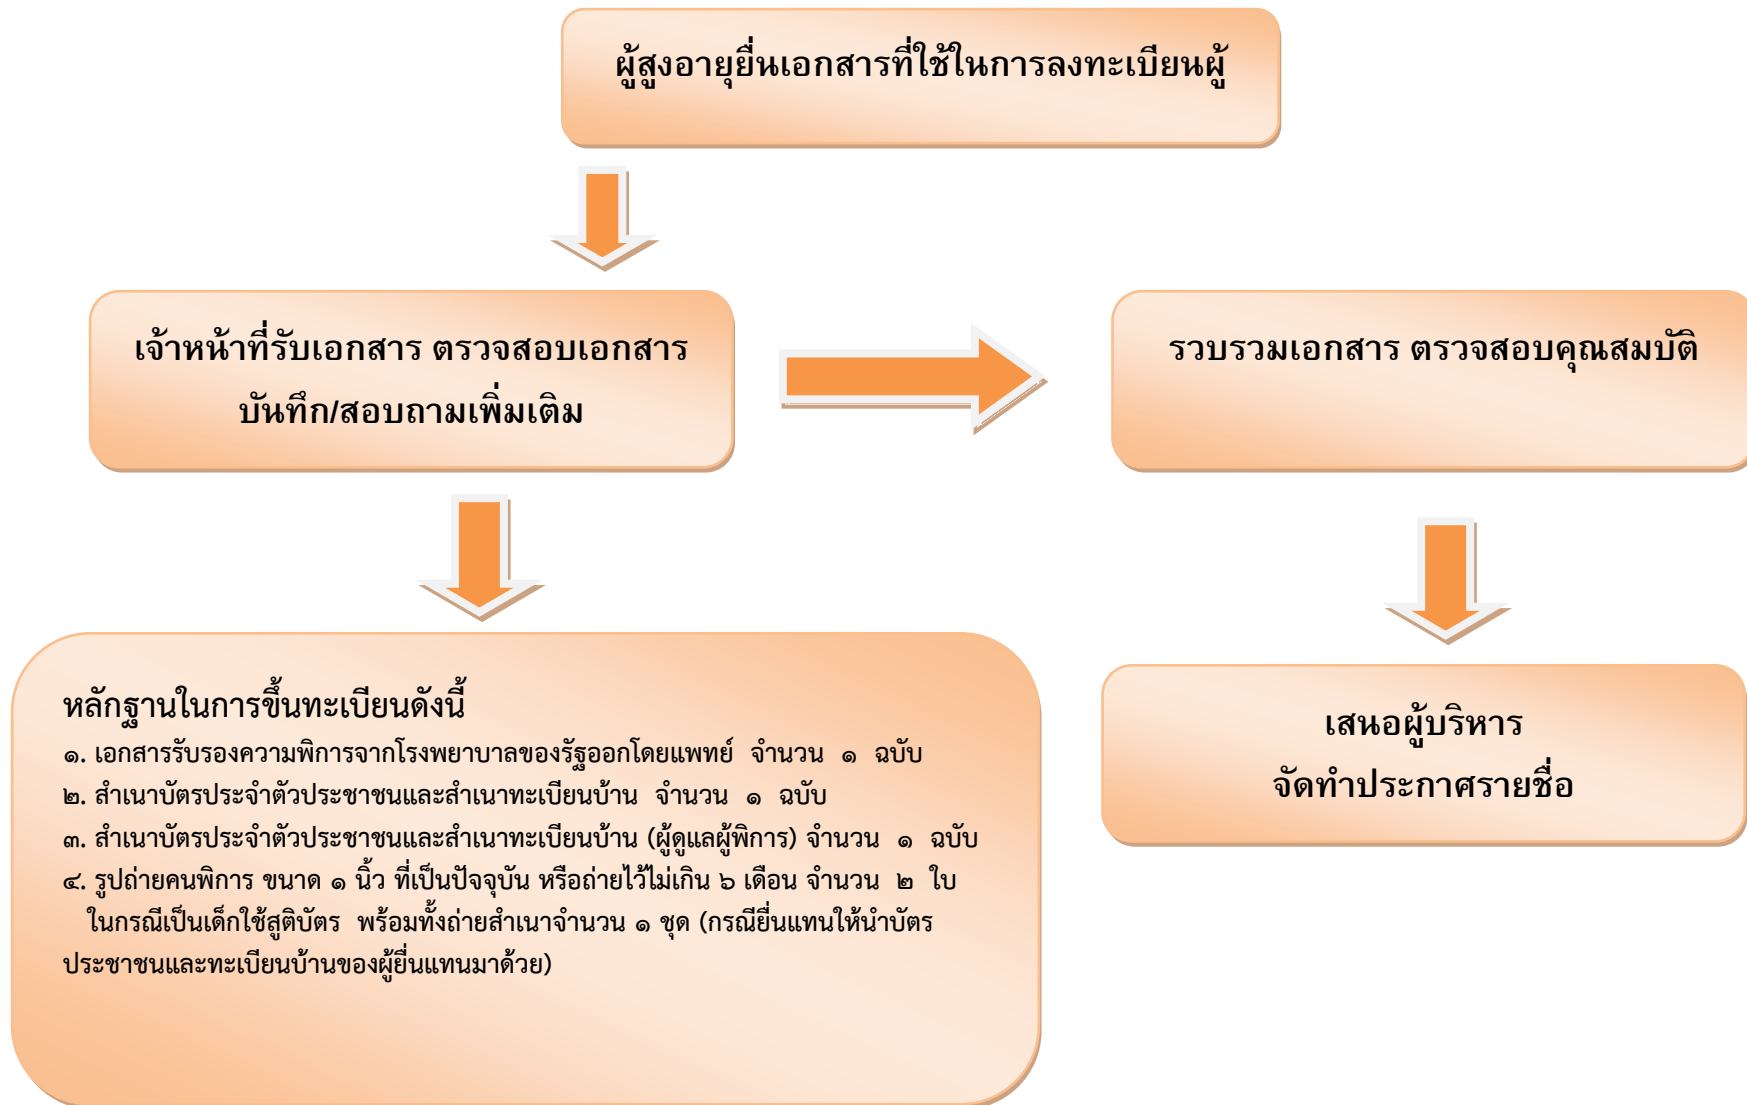 ผู้สูงอายุยื่นเอกสารที่ใช้ในการลงทะเบียนผู้
เจ้าหน้าที่รับเอกสาร ตรวจสอบเอกสาร
บันทึก/สอบถามเพิ่มเติม
รวบรวมเอกสาร ตรวจสอบคุณสมบัติ
หลักฐานในการขึ้นทะเบียนดังนี้
๑. เอกสารรับรองความพิการจากโรงพยาบาลของรัฐออกโดยแพทย์ จำนวน ๑ ฉบับ
๒. สำเนาบัตรประจำตัวประชาชนและสำเนาทะเบียนบ้าน จำนวน ๑ ฉบับ
๓. สำเนาบัตรประจำตัวประชาชนและสำเนาทะเบียนบ้าน (ผู้ดูแลผู้พิการ) จำนวน ๑ ฉบับ
๔. รูปถ่ายคนพิการ ขนาด ๑ นิ้ว ที่เป็นปัจจุบัน หรือถ่ายไว้ไม่เกิน ๖ เดือน จำนวน ๒ ใบ
ในกรณีเป็นเด็กใช้สูติบัตร พร้อมทั้งถ่ายสำเนาจำนวน ๑ ชุด (กรณียื่นแทนให้นำบัตร
ประชาชนและทะเบียนบ้านของผู้ยื่นแทนมาด้วย)
เสนอผู้บริหาร
จัดทำประกาศรายชื่อ